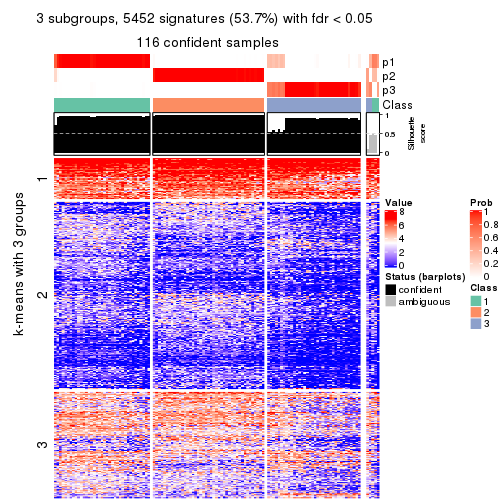 3 subgroups, 5452 signatures (53.7%) with fdr < 0.05
116 confident samples
p1
p2
p3
Class
1
0.5
0
Silhouette
score
k-means with 3 groups
1
2
3
Value
8
6
4
2
0
Status (barplots)
confident
ambiguous
Prob
1
0.8
0.6
0.4
0.2
0
Class
1
2
3